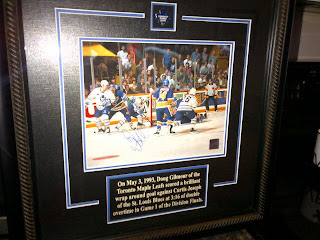 On May 3, 1993, Doug Gilmour of the
Toronto Maple Leafs scored a brilliant
wrap around goal against Curtis Joseph
of the St. Louis Blues at 3:16 of double
overtime in Game 1 of the Division Finals.